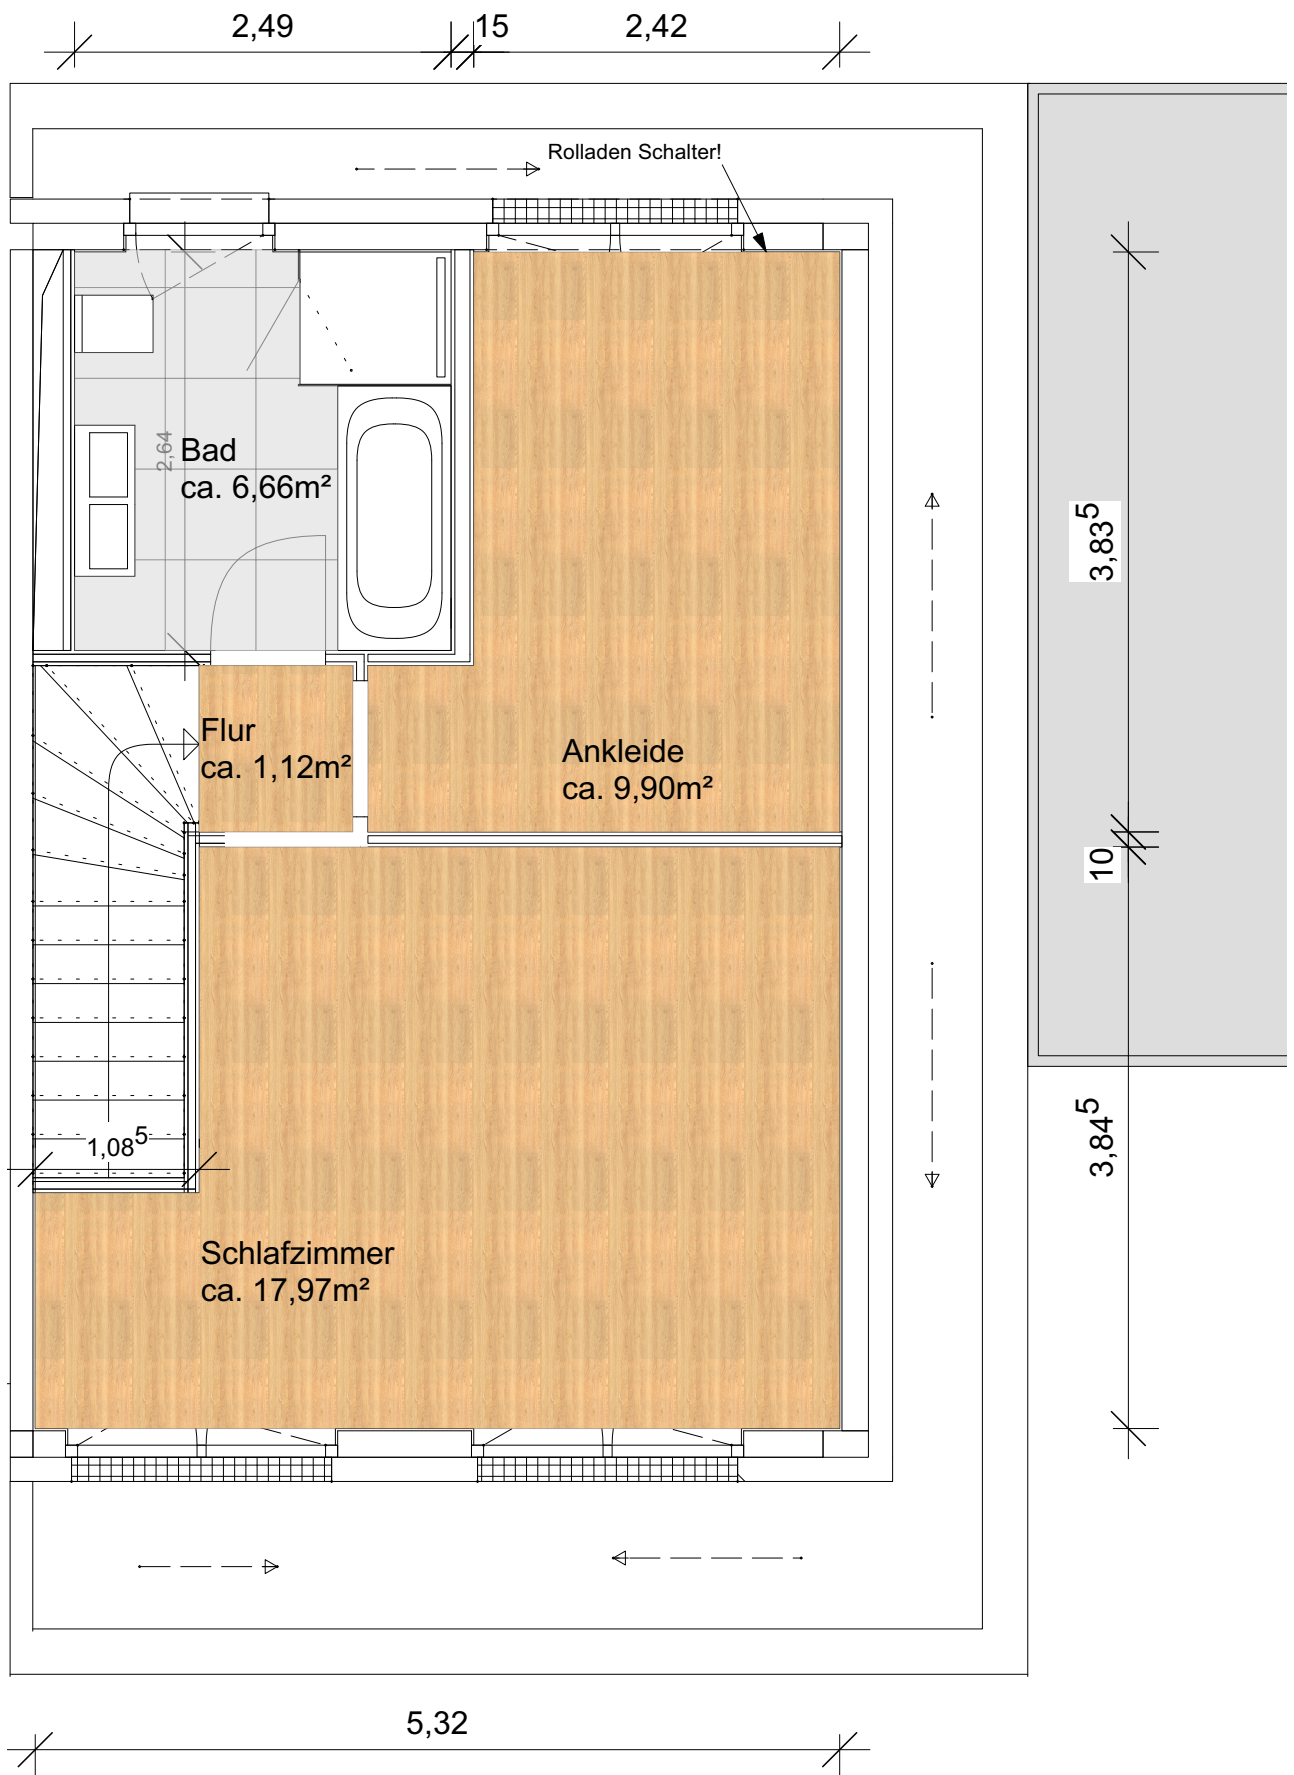 2,49
15
2,42
Rolladen Schalter!
2,64
Bad
ca. 6,66m²
3,83⁵
Flur
ca. 1,12m²
Ankleide
ca. 9,90m²
10
1,08⁵
3,84⁵
Schlafzimmer
ca. 17,97m²
5,32